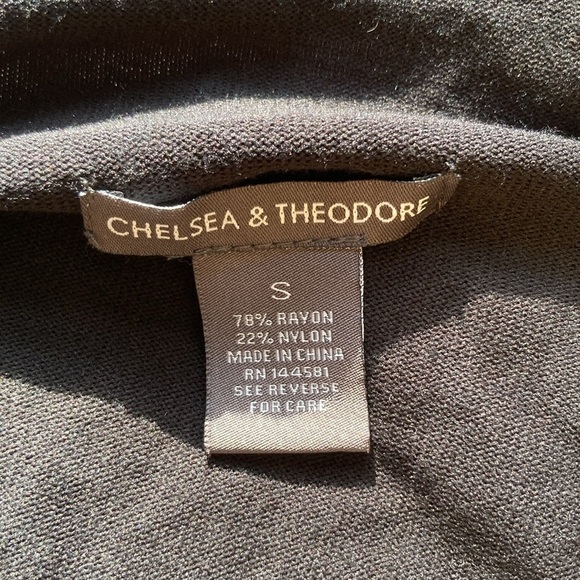 CHELSEA & THEODORE
S
78% RAYON
22% NYLON
MADE IN CHINA
RN 144581
SEE REVERSE
FOR CARE